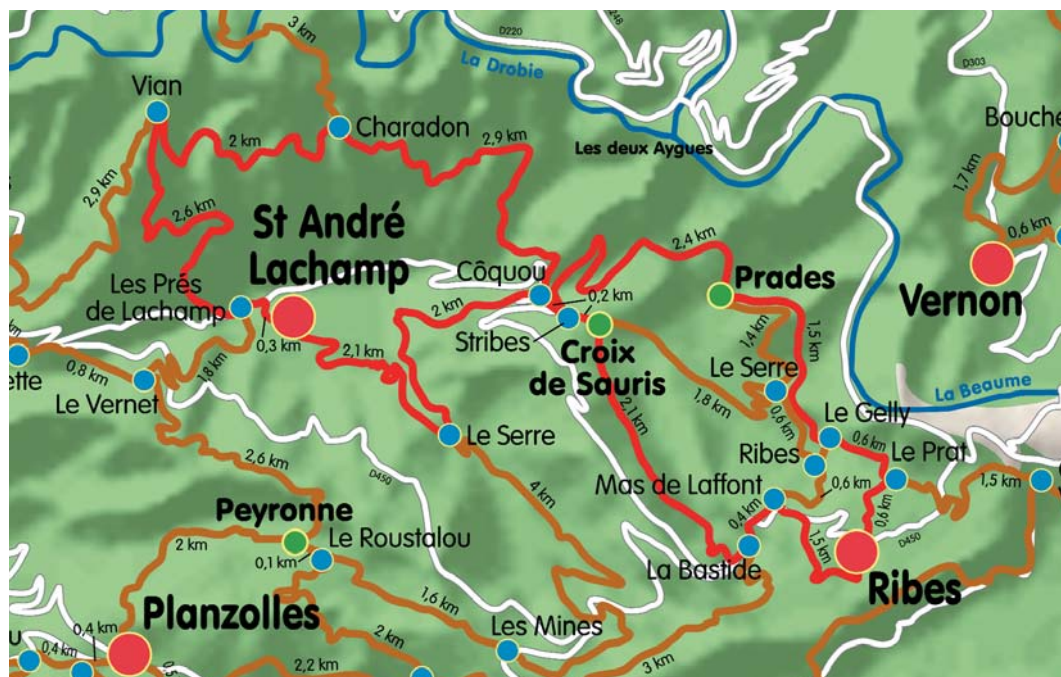 3 km
D220
248
La Drobie
D303
Vian
Charadon
2 km
2,9 km
Les deux Aygues
Bouche
1,7 km
2,9 km
2,6 km
St André
Lachamp
0,6 km
2,4 km
Côquou
Prades
Vernon
Les Prés
de Lachamp
2 km
0,2 km
Stribes
0,3 km
2,1 km
Croix
de Sauris
1,4 km
1,5 km
Le Serre
La Beaume
ette
0,8 km
1,8 km
Le Vernet
1,8 km
2,1 km
0,6 km
Le Gelly
0,6 km
Le Serre
Ribes
Le Prat
2,6 km
D450
4 km
Mas de Laffont
0,6 km
1,5 km
0,6 km
0,4 km
Peyronne
Le Roustalou
2 km
0,1 km
1,5 km
D450
La Bastide
Ribes
1,6 km
Planzolles
Les Mines
0,4 km
U
0,4 km
2 km
3 km
0,5
2,2 km